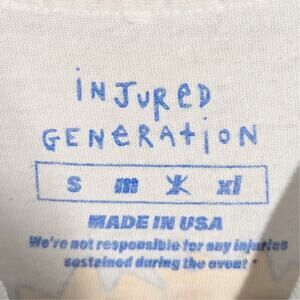 iNJUReD
GENERAtiON
s m x xl
MADE IN USA
We're not responsible for any injuries
sustained during the event *